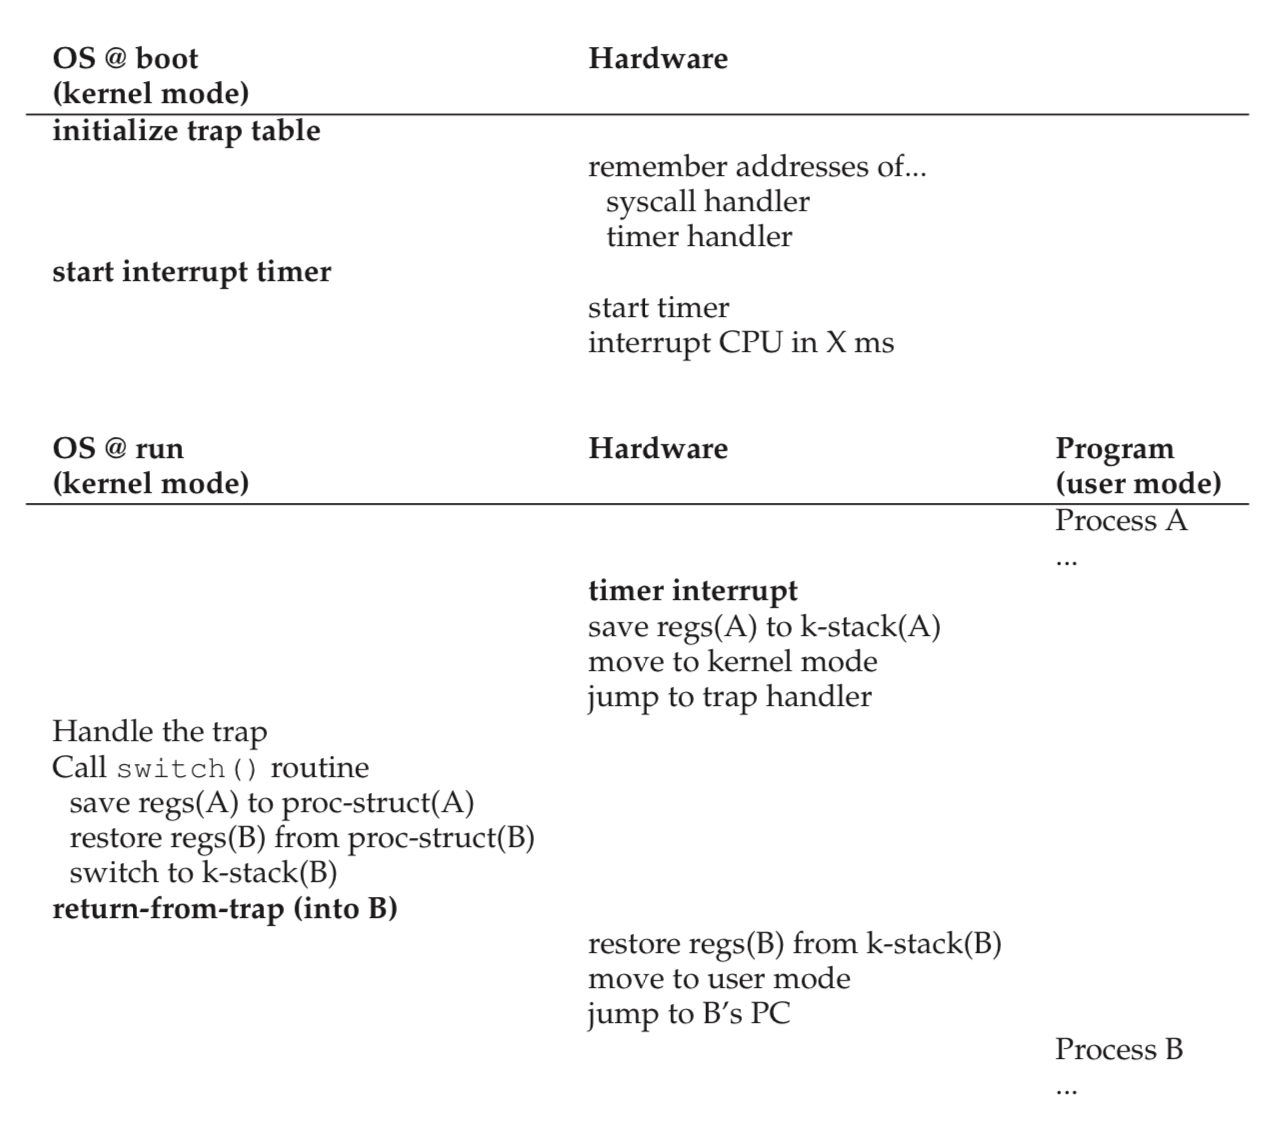 OS @ boot Hardware
(kernel mode)
initialize trap table
remember addresses of...
syscall handler
timer handler
start interrupt timer
start timer
interrupt CPU in X ms
OS @ run Hardware Program
(kernel mode) (user mode)
Process A
...
timer interrupt
save regs(A) to k-stack(A)
move to kernel mode
jump to trap handler
Handle the trap
Call switch() routine
save regs(A) to proc-struct(A)
restore regs(B) from proc-struct(B)
switch to k-stack(B)
return-from-trap (into B)
restore regs(B) from k-stack(B)
move to user mode
jump to B's PC
Process B
...